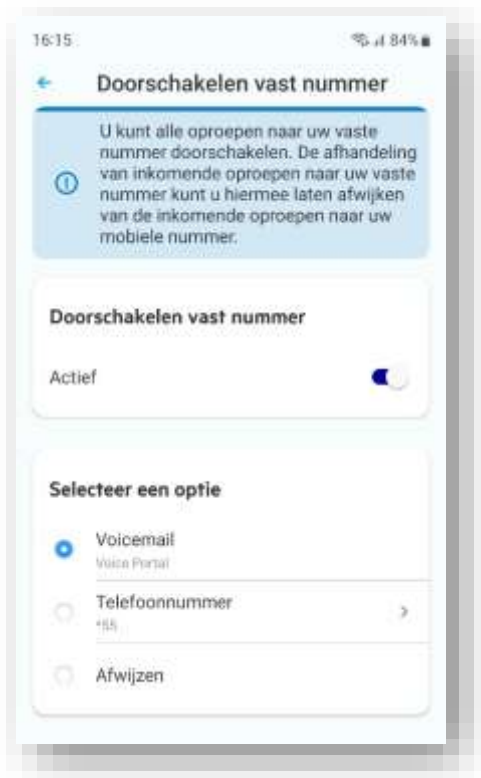 16:15 84%
Doorschakelen vast nummer
U kunt alle oproepen naar uw vaste
nummer doorschakelen. De afhandeling
van inkomende oproepen naar uw vaste
nummer kunt u hiermee laten afwijken
van de inkomende oproepen naar uw
mobiele nummer.
Doorschakelen vast nummer
Actief
Selecteer een optie
Voicemail
Voice Portal
Telefoonnummer
*55
Afwijzen